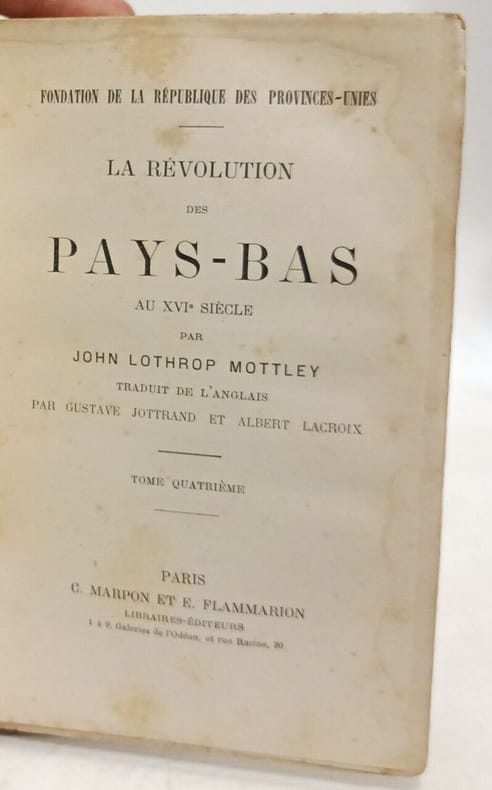 FONDATION DE LA RÉPUBLIQUE DES PROVINCES-UNIES
LA RÉVOLUTION
DES
PAYS-BAS
AU XVIe SIÈCLE
PAR
JOHN LOTHROP MOTTLEY
TRADUIT DE L'ANGLAIS
PAR GUSTAVE JOTTRAND ET ALBERT LACROIX
TOME QUATRIÈME
PARIS
C. MARPON ET E. FLAMMARION
LIBRAIRES-ÉDITEURS
1 à 9, Galeries de l'Odéon, et rue Racine, 26